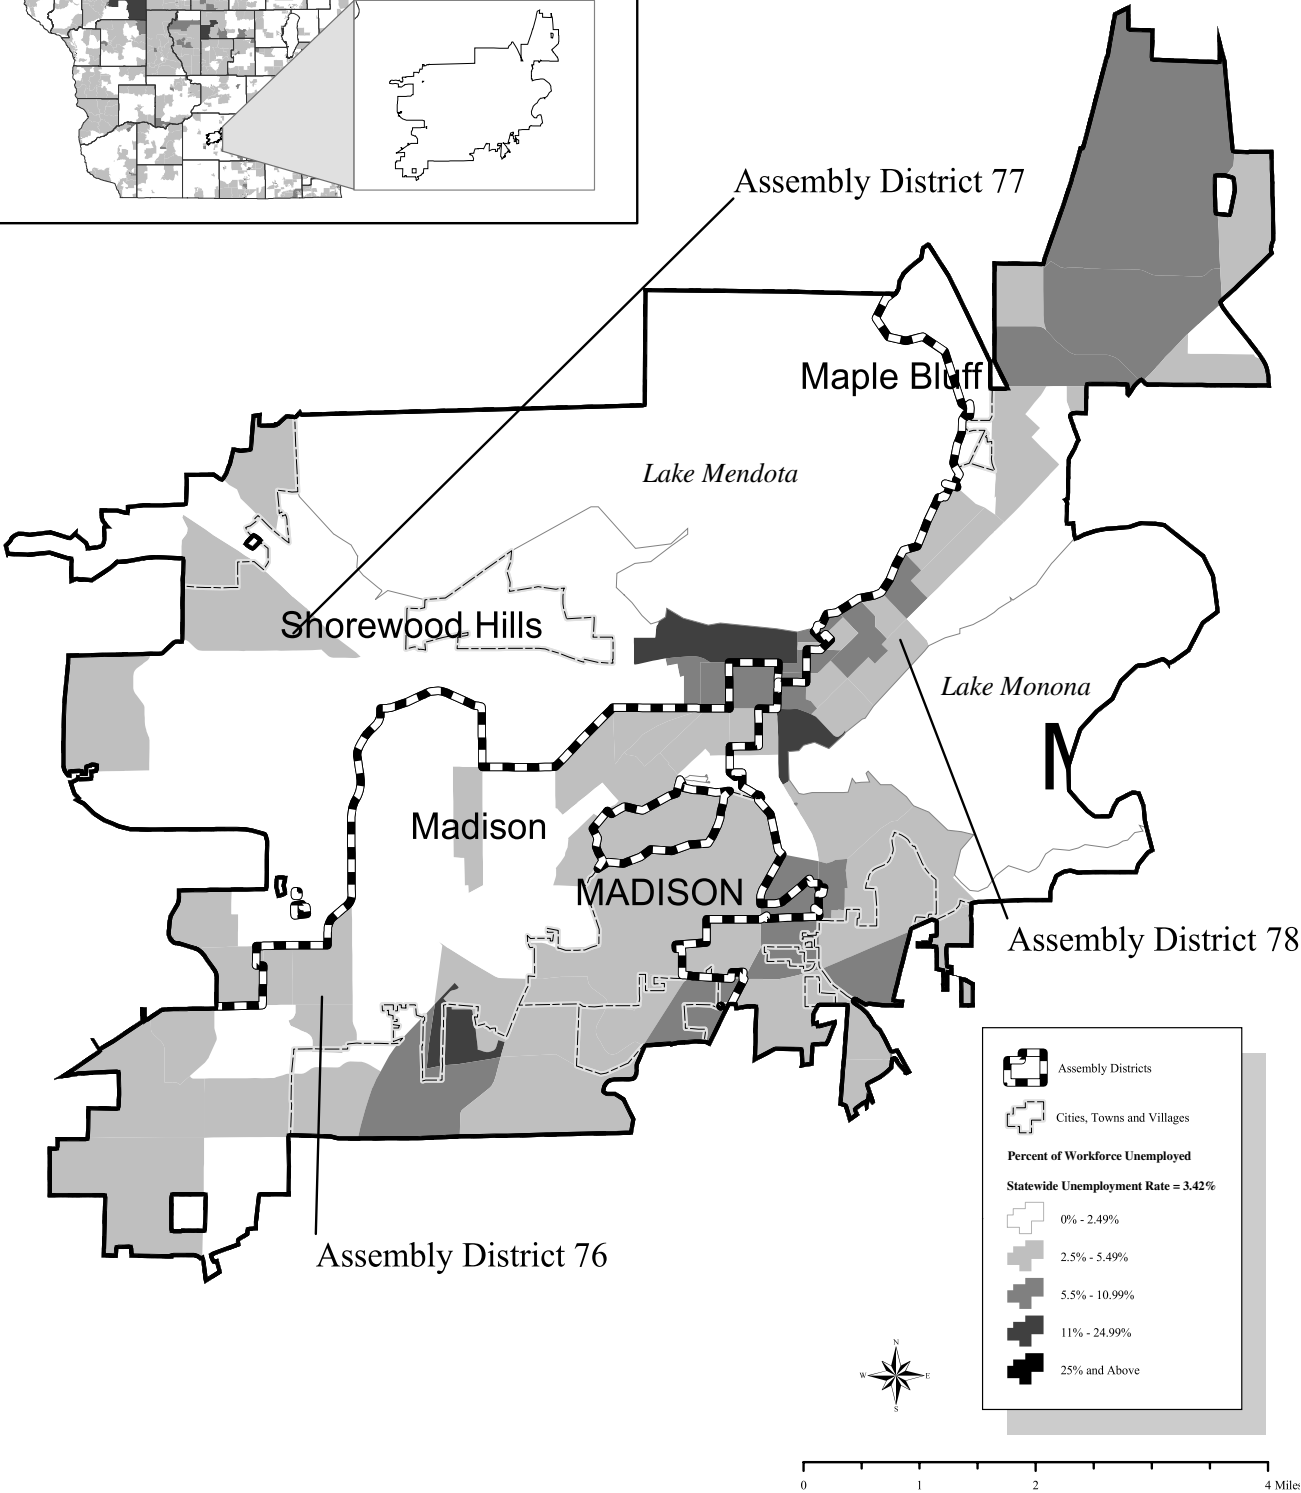 Assembly District 77
Maple Bluff
Lake Mendota
Shorewood Hills
Lake Monona
M
Madison
MADISON
Assembly District 78
Assembly Districts
Cities, Towns and Villages
Percent of Workforce Unemployed
Statewide Unemployment Rate = 3.42%
0% - 2.49%
2.5% - 5.49%
5.5% - 10.99%
11% - 24.99%
25% and Above
Assembly District 76
N
W E
S
0 1 2 4 Miles